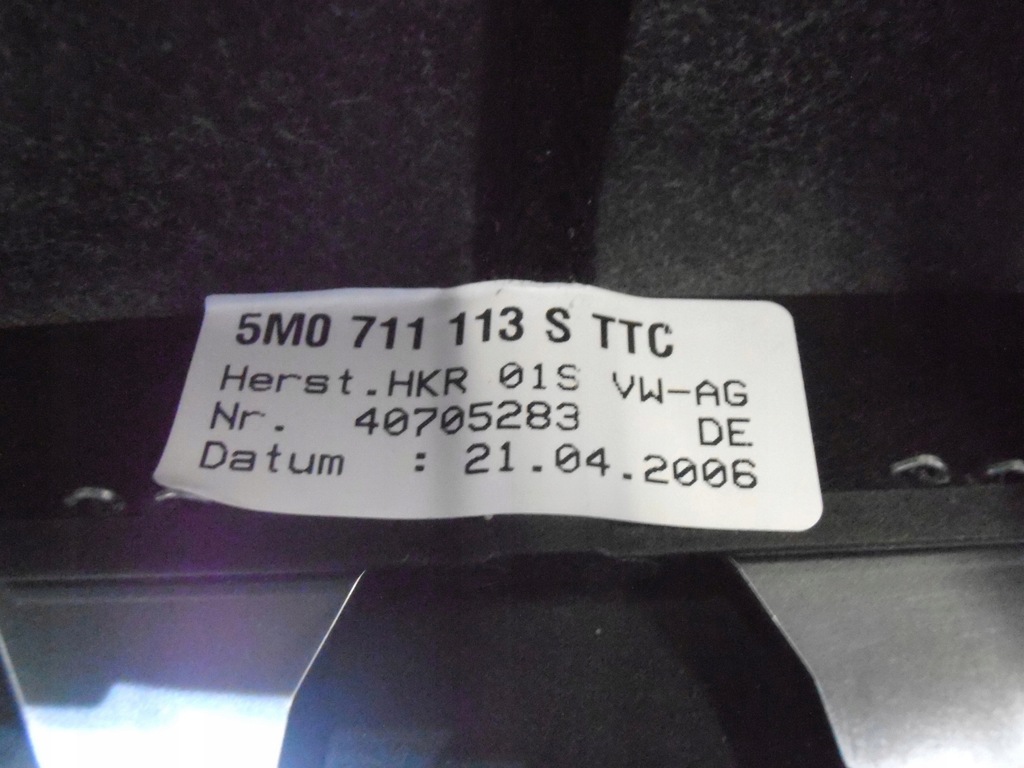 5M0 711 113 S TTC
Herst.HKR 01S VW-AG
Nr. 40705283 DE
Datum : 21.04.2006